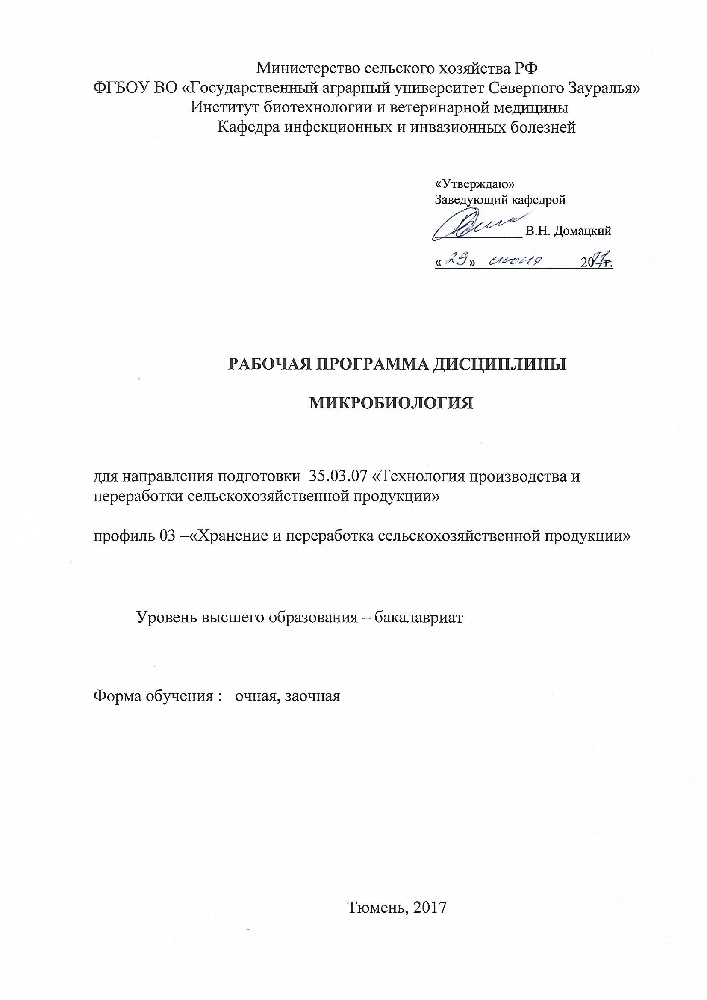 Министерство сельского хозяйства РФ
ФГБОУ ВО «Государственный аграрный университет Северного Зауралья»
Институт биотехнологии и ветеринарной медицины
Кафедра инфекционных и инвазионных болезней
«Утверждаю»
Заведующий кафедрой
В.Н. Домацкий
«29» июня 2017г.
РАБОЧАЯ ПРОГРАММА ДИСЦИПЛИНЫ
МИКРОБИОЛОГИЯ
для направления подготовки 35.03.07 «Технология производства и
переработки сельскохозяйственной продукции»
профиль 03 –«Хранение и переработка сельскохозяйственной продукции»
Уровень высшего образования – бакалавриат
Форма обучения : очная, заочная
Тюмень, 2017